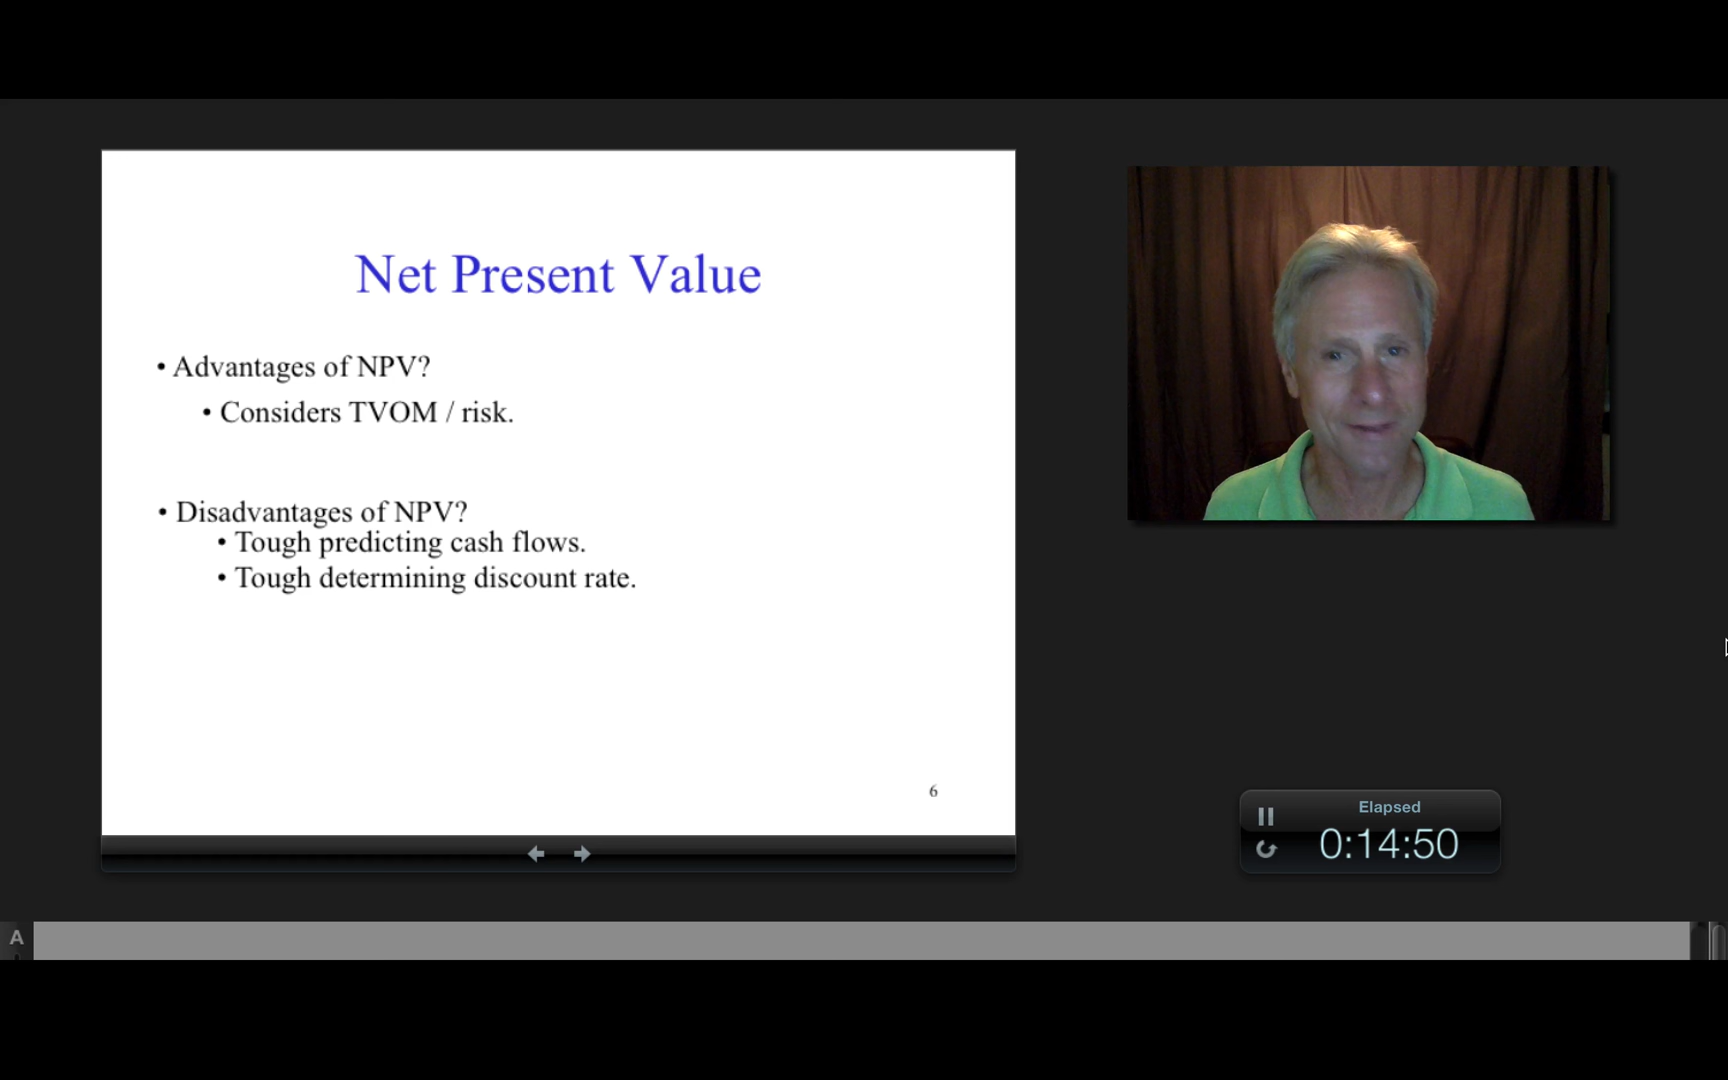 Net Present Value
• Advantages of NPV?
• Considers TVOM / risk.
• Disadvantages of NPV?
• Tough predicting cash flows.
• Tough determining discount rate.
6
Elapsed
0:14:50
A